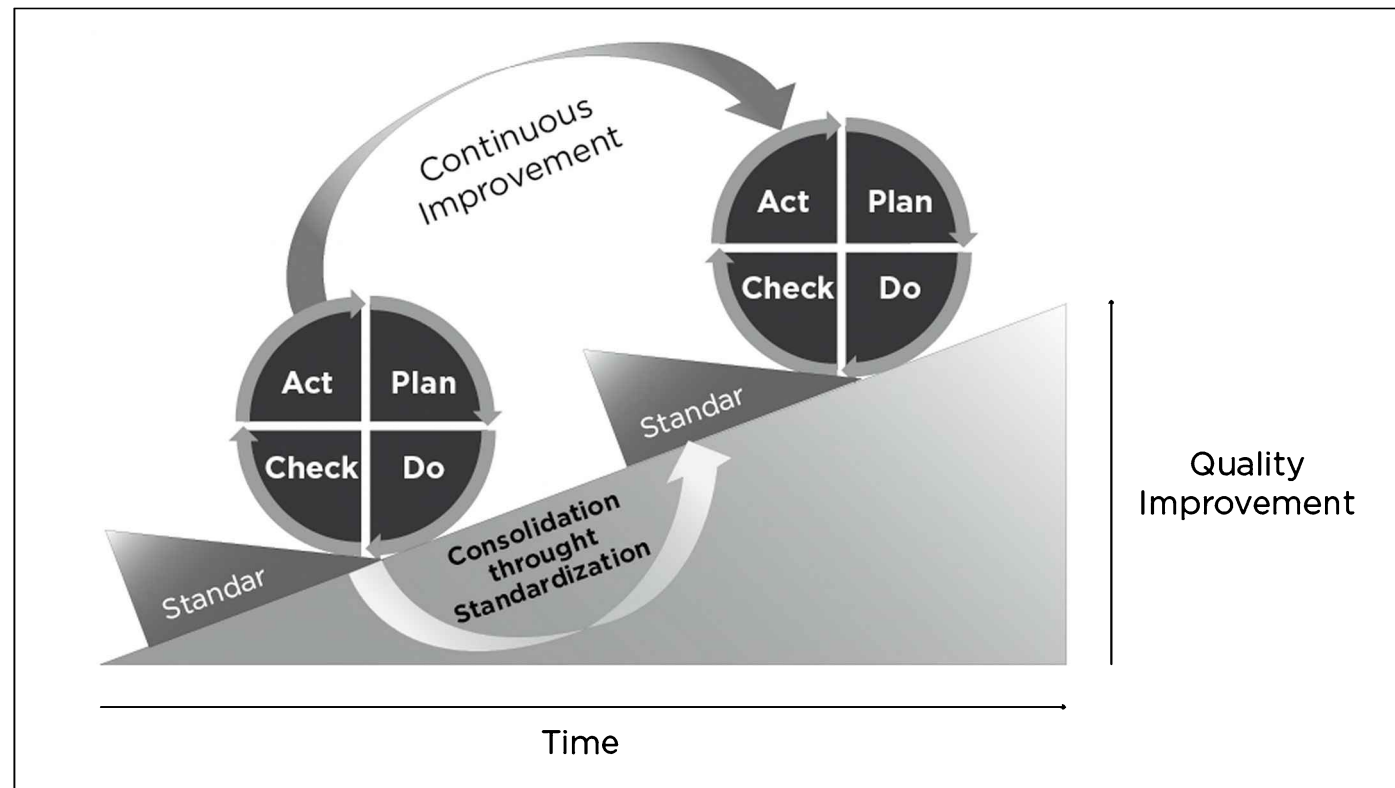 Continuous
Improvement
Act
Plan
Check
Do
Act
Plan
Check
Do
Standar
Standar
Consolidation
throught
Standardization
Quality
Improvement
Time